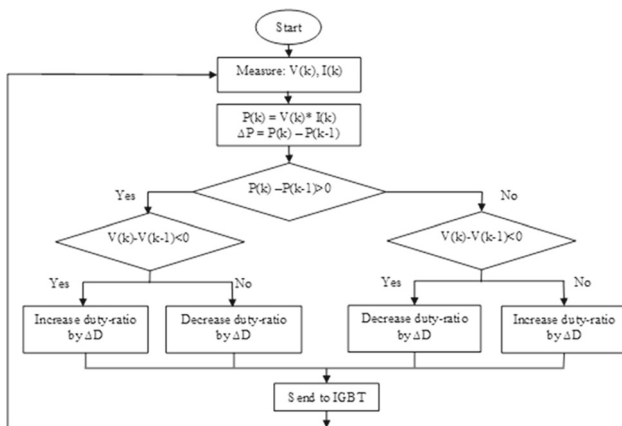 Start
Measure: V(k), I(k)
P(k) = V(k)* I(k)
ΔP = P(k) – P(k-1)
P(k) –P(k-1)>0
Yes
No
V(k)-V(k-1)<0
V(k)-V(k-1)<0
Yes
No
Yes
No
Increase duty-ratio
by ΔD
Decrease duty-ratio
by ΔD
Decrease duty-ratio
by ΔD
Increase duty-ratio
by ΔD
Send to IGBT